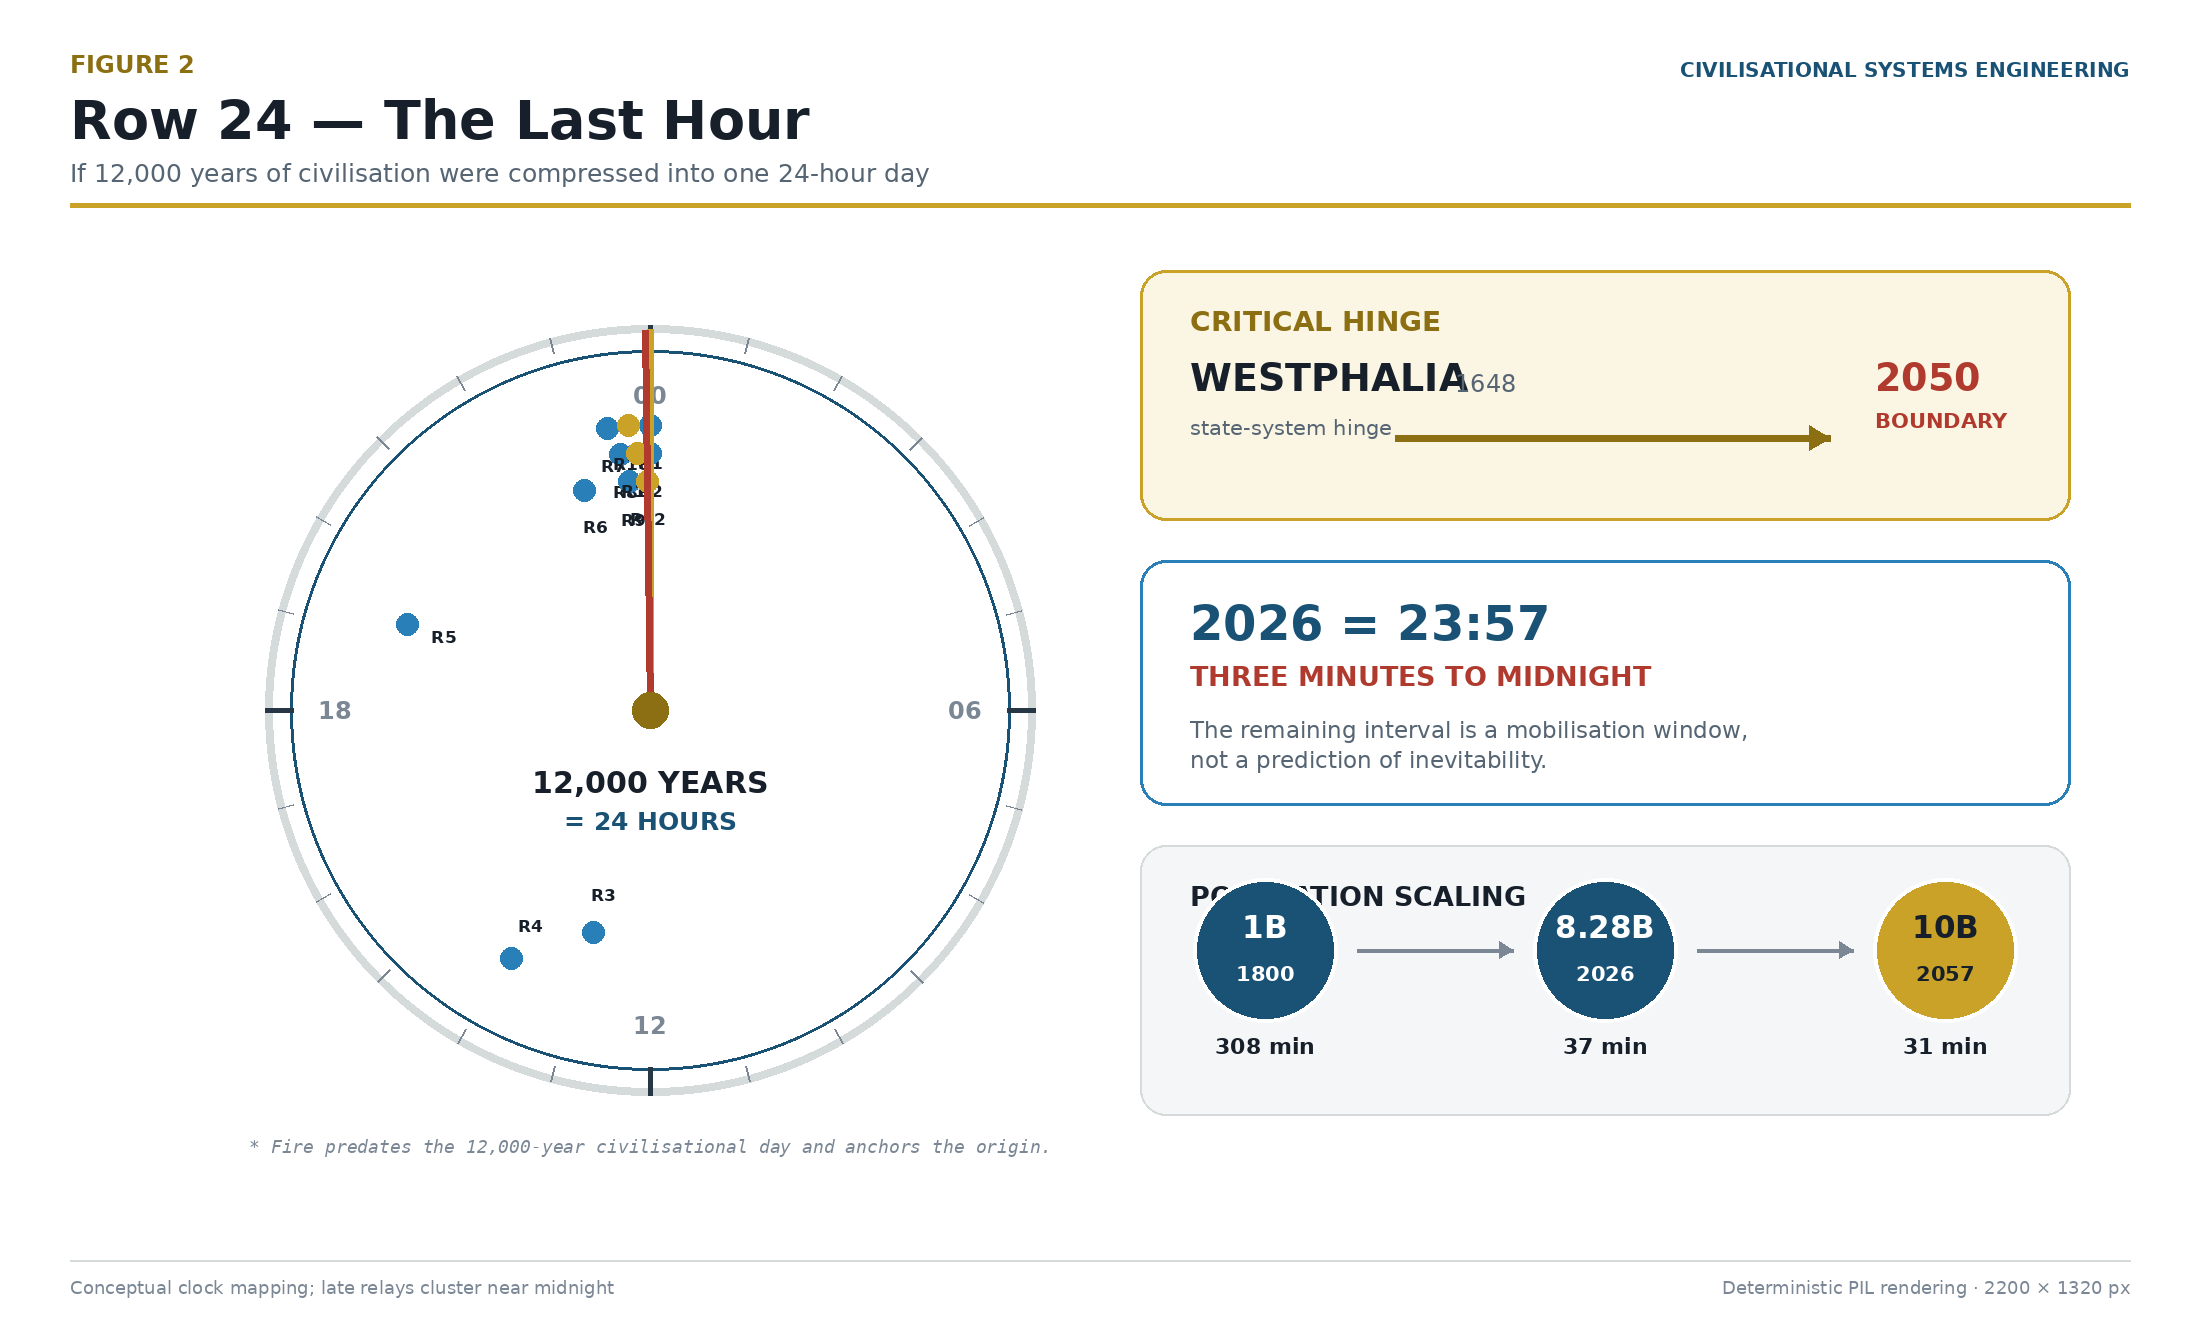 FIGURE 2
CIVILISATIONAL SYSTEMS ENGINEERING
Row 24 — The Last Hour
If 12,000 years of civilisation were compressed into one 24-hour day
00
R6
R5
18
06
12,000 YEARS
= 24 HOURS
R3
R4
12
* Fire predates the 12,000-year civilisational day and anchors the origin.
CRITICAL HINGE
WESTPHALIA
1648
state-system hinge
2050
BOUNDARY
2026 = 23:57
THREE MINUTES TO MIDNIGHT
The remaining interval is a mobilisation window,
not a prediction of inevitability.
SCALING
1B
1800
308 min
8.28B
2026
37 min
10B
2057
31 min
Conceptual clock mapping; late relays cluster near midnight
Deterministic PIL rendering · 2200 × 1320 px